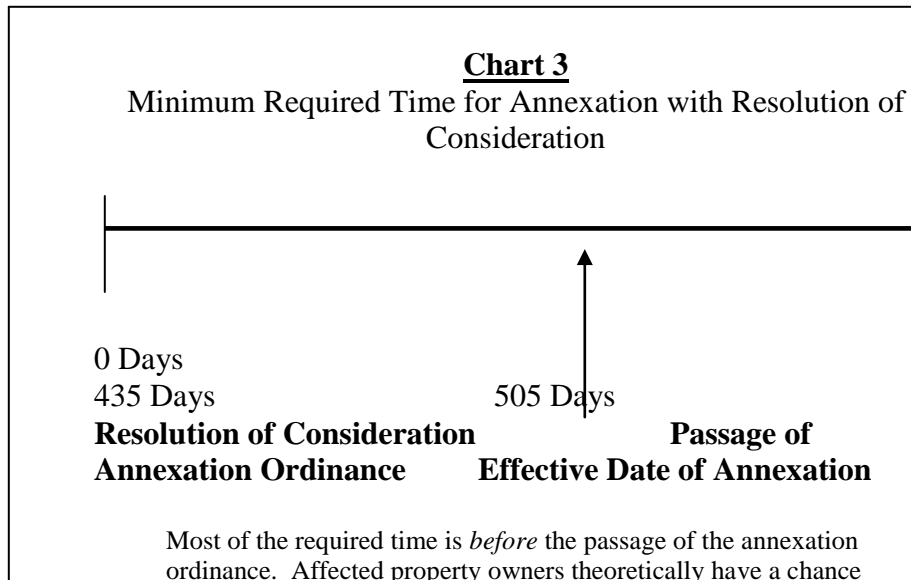 Chart 3
Minimum Required Time for Annexation with Resolution of
Consideration
0 Days
435 Days 505 Days
Resolution of Consideration Passage of
Annexation Ordinance Effective Date of Annexation
Most of the required time is before the passage of the annexation
ordinance. Affected property owners theoretically have a chance